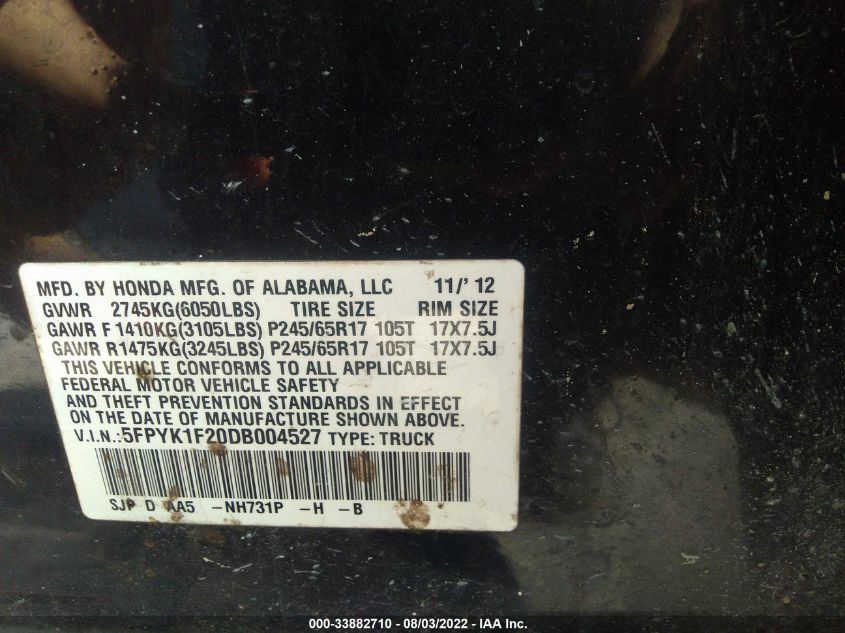 MFD. BY HONDA MFG. OF ALABAMA, LLC 11/' 12
GVWR 2745KG(6050LBS) TIRE SIZE RIM SIZE
GAWR F 1410KG(3105LBS) P245/65R17 105T 17X7.5J
GAWR R1475KG(3245LBS) P245/65R17 105T 17X7.5J
THIS VEHICLE CONFORMS TO ALL APPLICABLE
FEDERAL MOTOR VEHICLE SAFETY
AND THEFT PREVENTION STANDARDS IN EFFECT
ON THE DATE OF MANUFACTURE SHOWN ABOVE.
V.I.N.:5FPYK1F20DB004527 TYPE: TRUCK
SJP D AA5 -NH731P -H -B
000-33882710 - 08/03/2022 - IAA Inc.